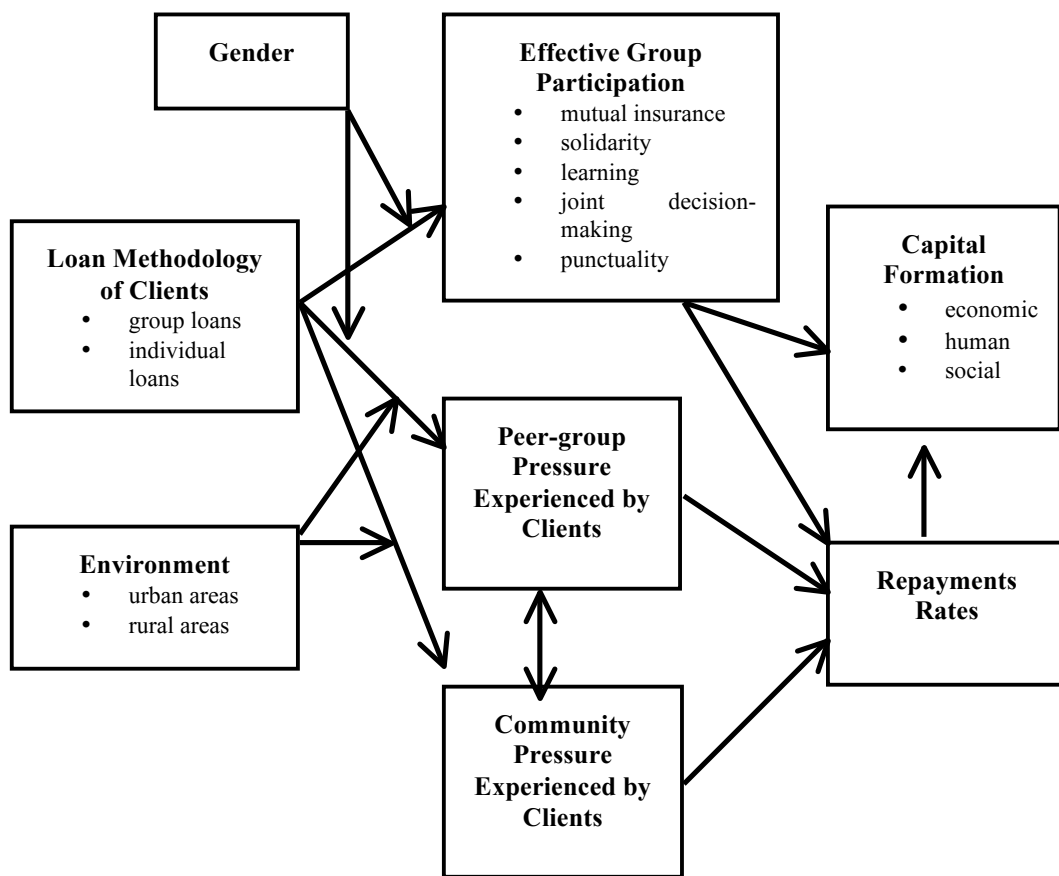 Gender
Effective Group
Participation
• mutual insurance
• solidarity
• learning
• joint decision-
making
• punctuality
Loan Methodology
of Clients
• group loans
• individual
loans
Capital
Formation
• economic
• human
• social
Peer-group
Pressure
Experienced by
Clients
Environment
• urban areas
• rural areas
Repayments
Rates
Community
Pressure
Experienced by
Clients